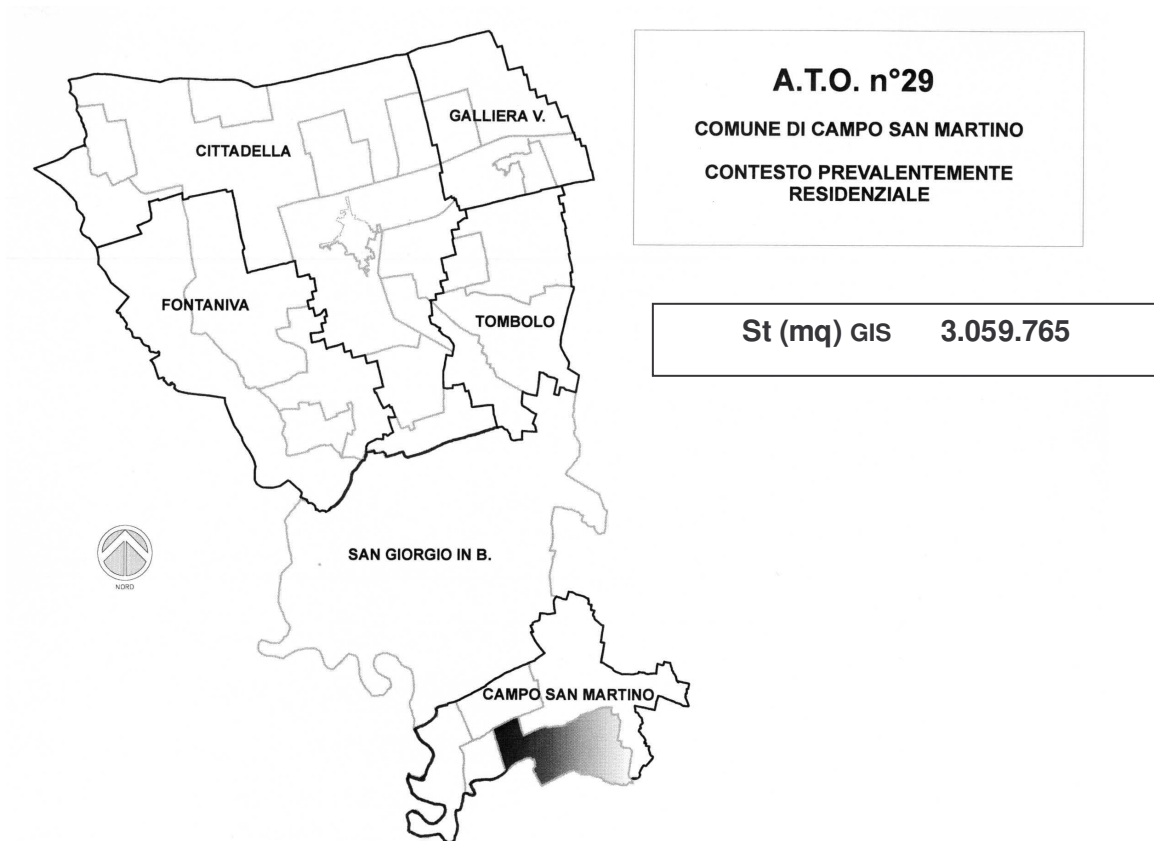 A.T.O. n°29
COMUNE DI CAMPO SAN MARTINO
CONTESTO PREVALENTEMENTE
RESIDENZIALE
GALLIERA V.
CITTADELLA
FONTANIVA
TOMBOLO
St (mq) GIS 3.059.765
SAN GIORGIO IN B.
NORD
CAMPO SAN MARTINO